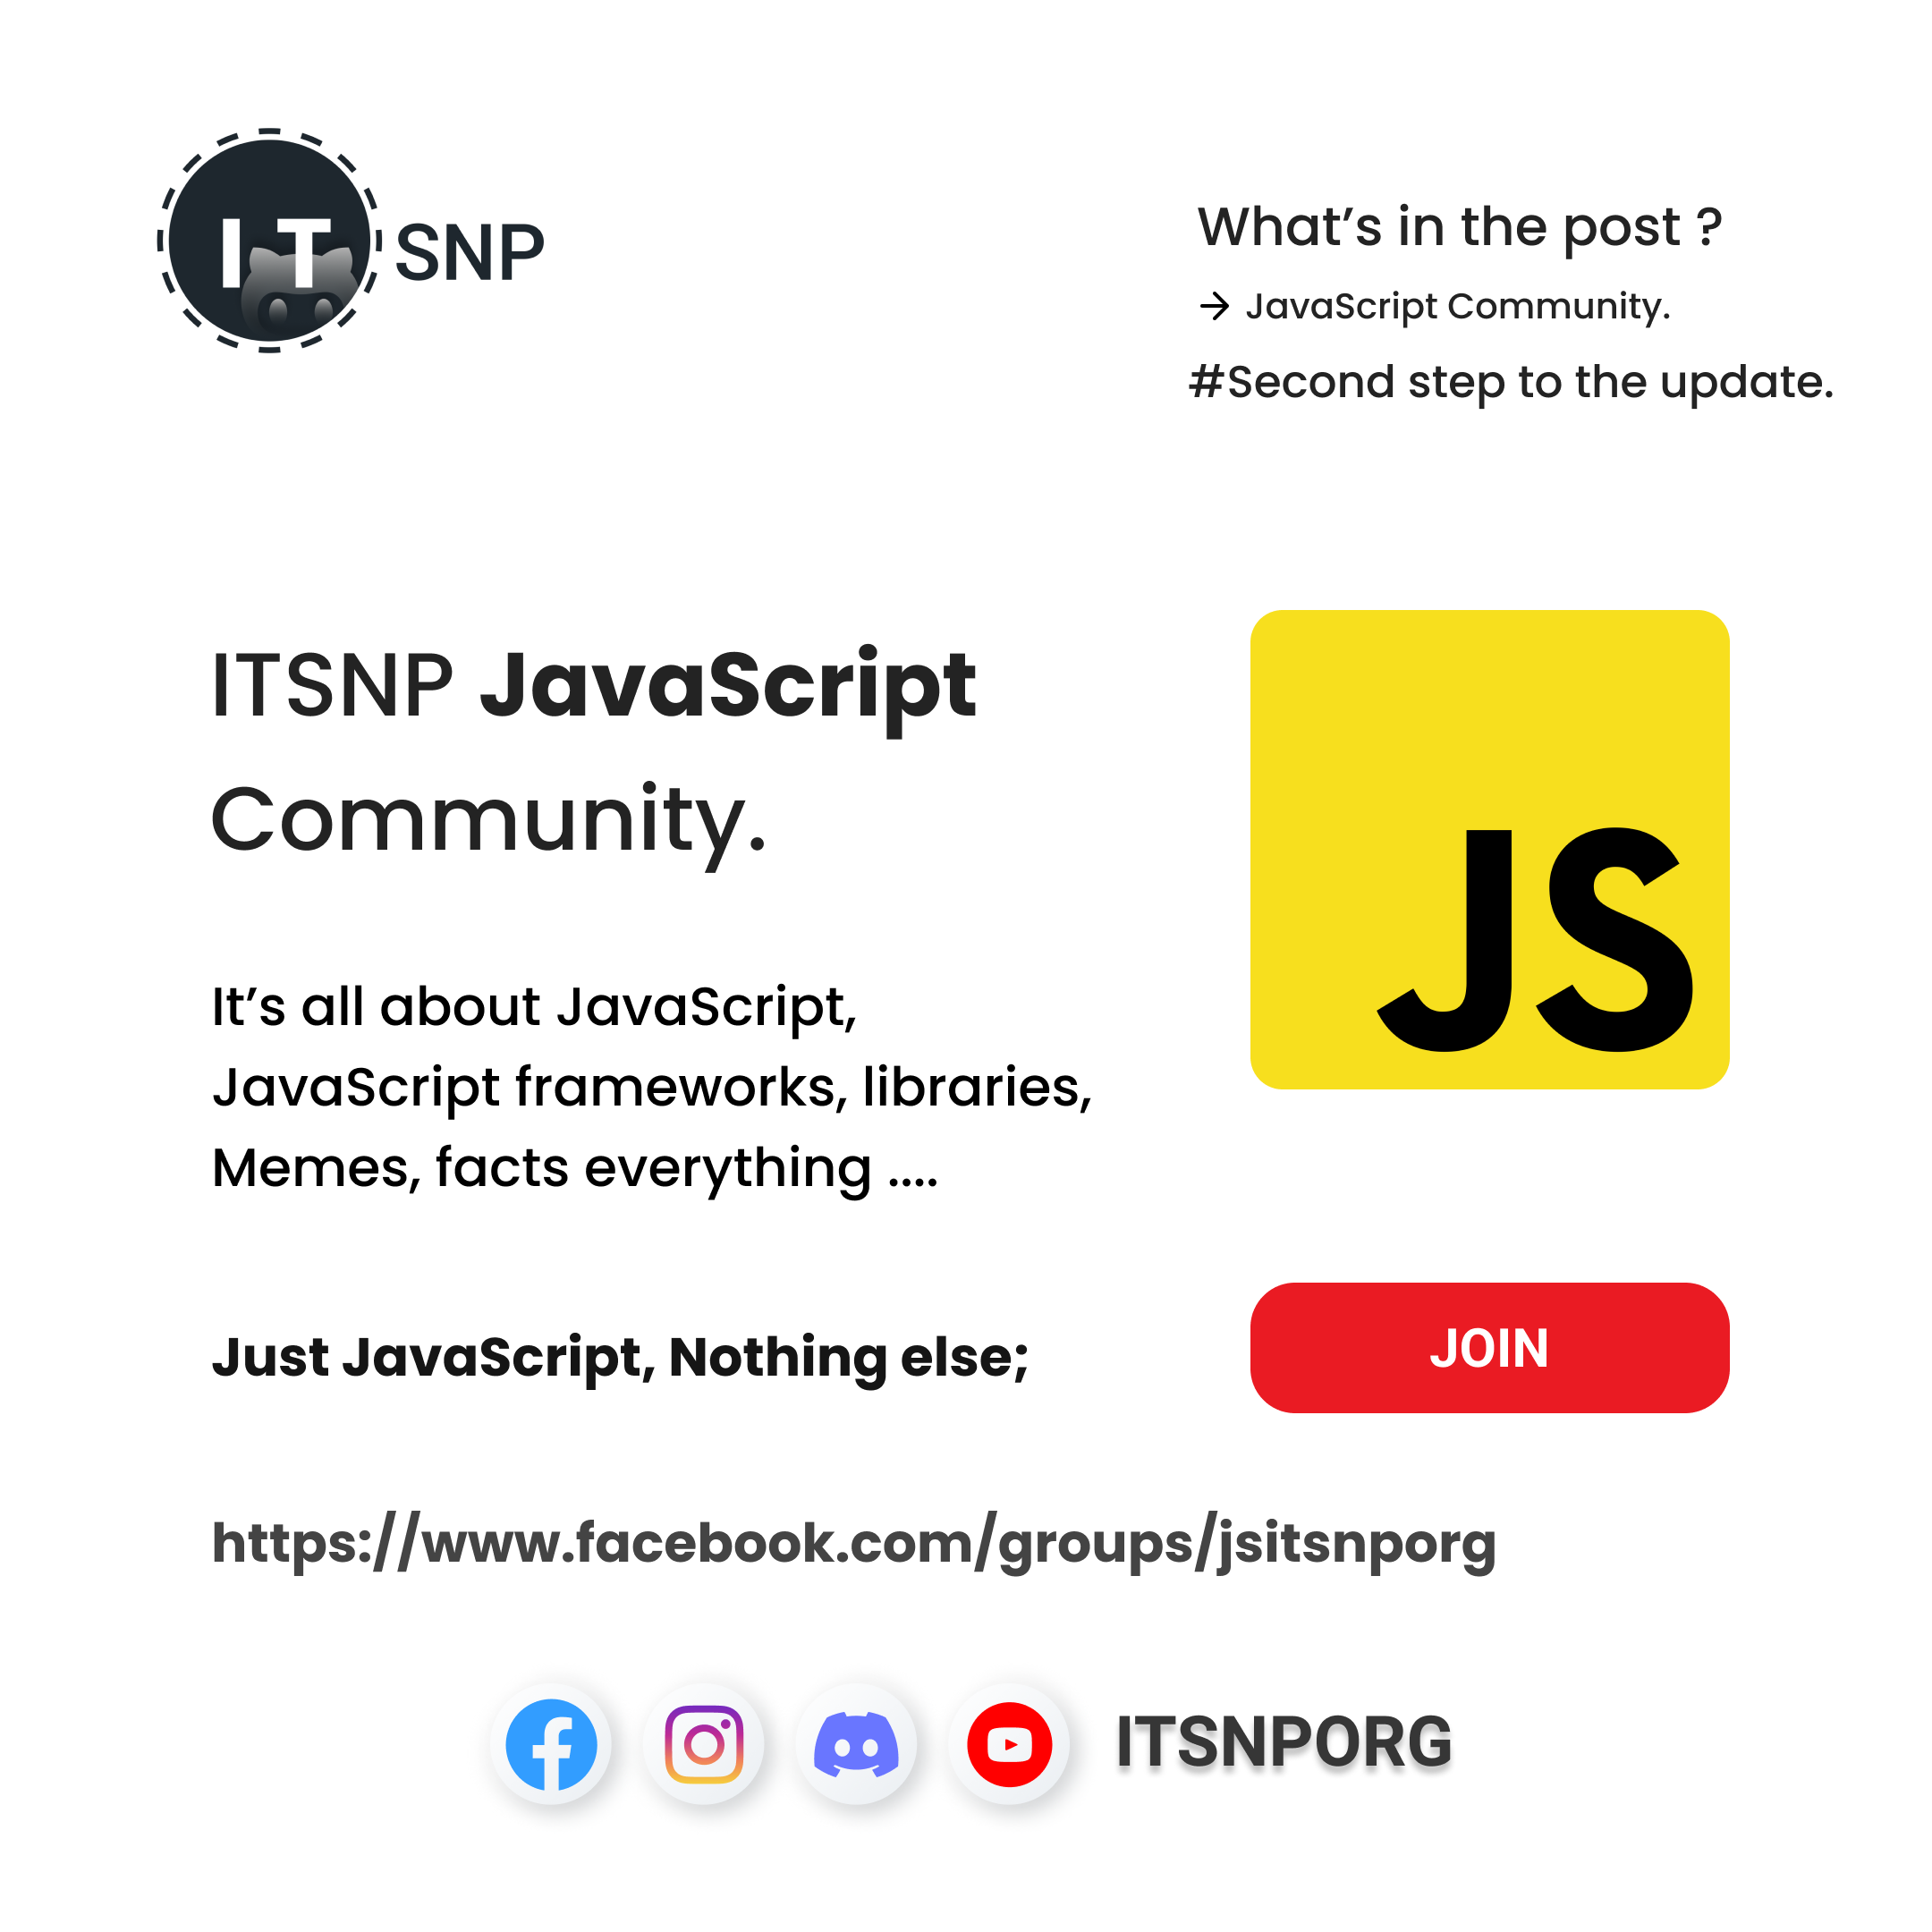 IT SNP
What’s in the post ?
→ JavaScript Community.
#Second step to the update.
ITSNP JavaScript
Community.
JS
It’s all about JavaScript,
JavaScript frameworks, libraries,
Memes, facts everything ....
Just JavaScript, Nothing else;
JOIN
https://www.facebook.com/groups/jsitsnporg
ITSNPORG